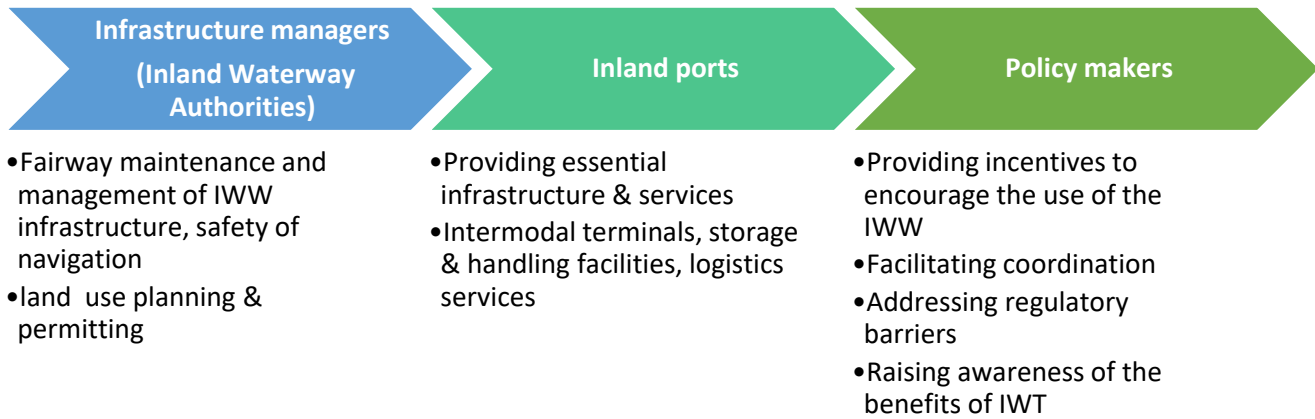 Infrastructure managers
(Inland Waterway
Authorities)
Inland ports
Policy makers
•Fairway maintenance and
management of IWW
infrastructure, safety of
navigation
•land  use planning &
permitting
•Providing essential
infrastructure & services
•Intermodal terminals, storage
& handling facilities, logistics
services
•Providing incentives to
encourage the use of the
IWW
•Facilitating coordination
•Addressing regulatory
barriers
•Raising awareness of the
benefits of IWT